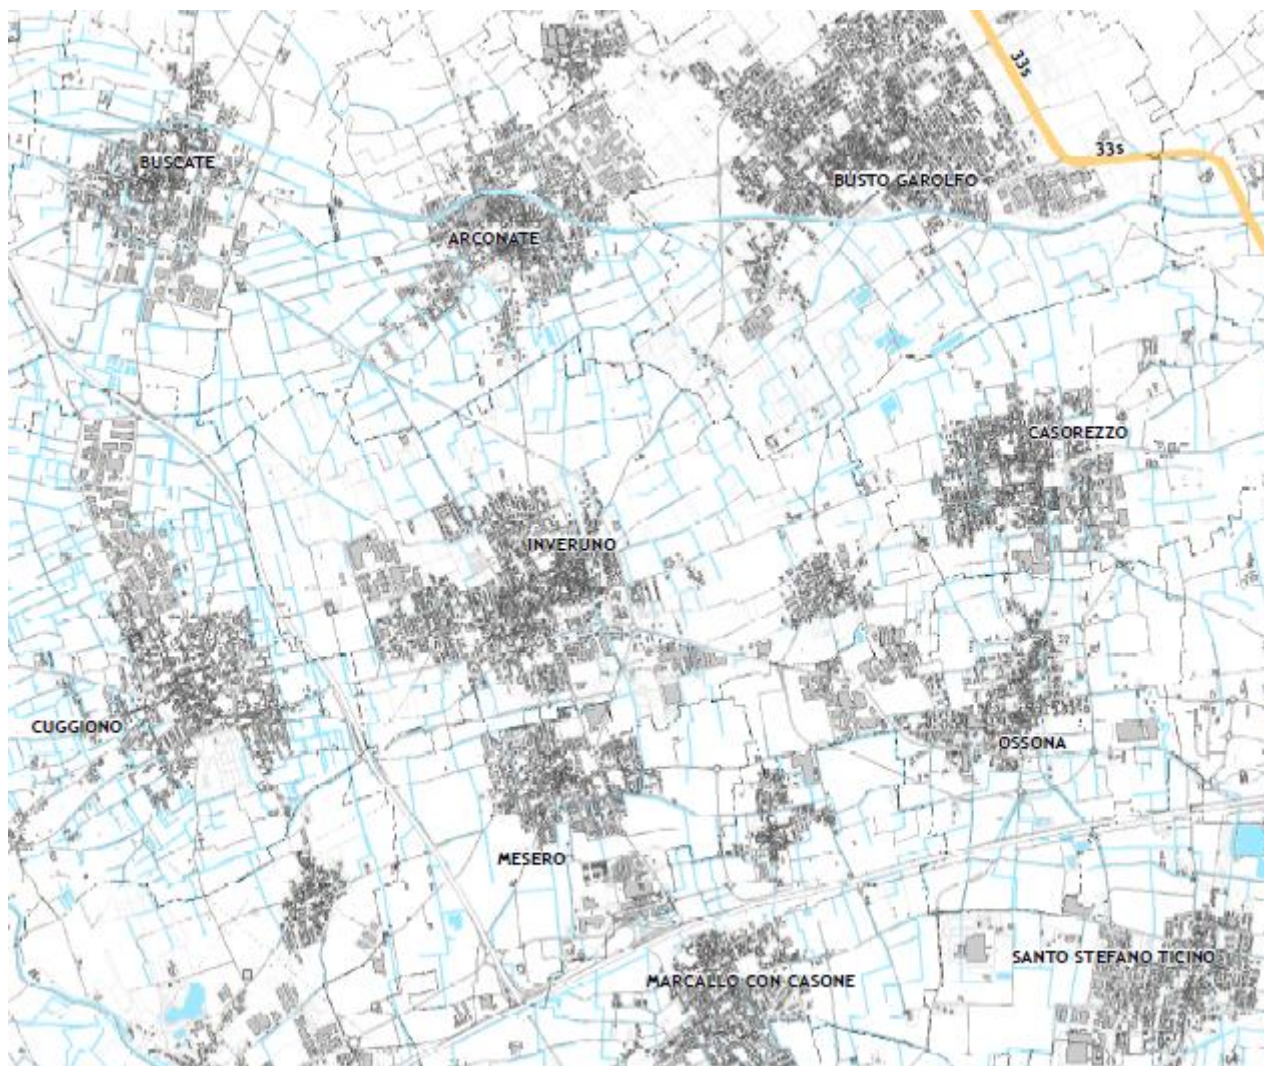 33s
33s
BUSCATE
BUSTO GAROLFO
ARCONATE
CASOREZZO
INVERUNO
CUGGIONO
OSSONA
MESERO
SANTO STEFANO TICINO
MARCALLO CON CASONE